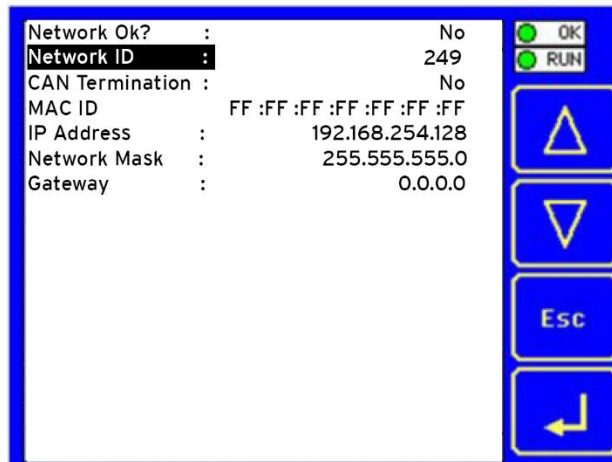 Network Ok? : No
Network ID : 249
CAN Termination : No
MAC ID FF :FF :FF :FF :FF :FF :FF
IP Address : 192.168.254.128
Network Mask : 255.555.555.0
Gateway : 0.0.0.0
OK
RUN
Esc